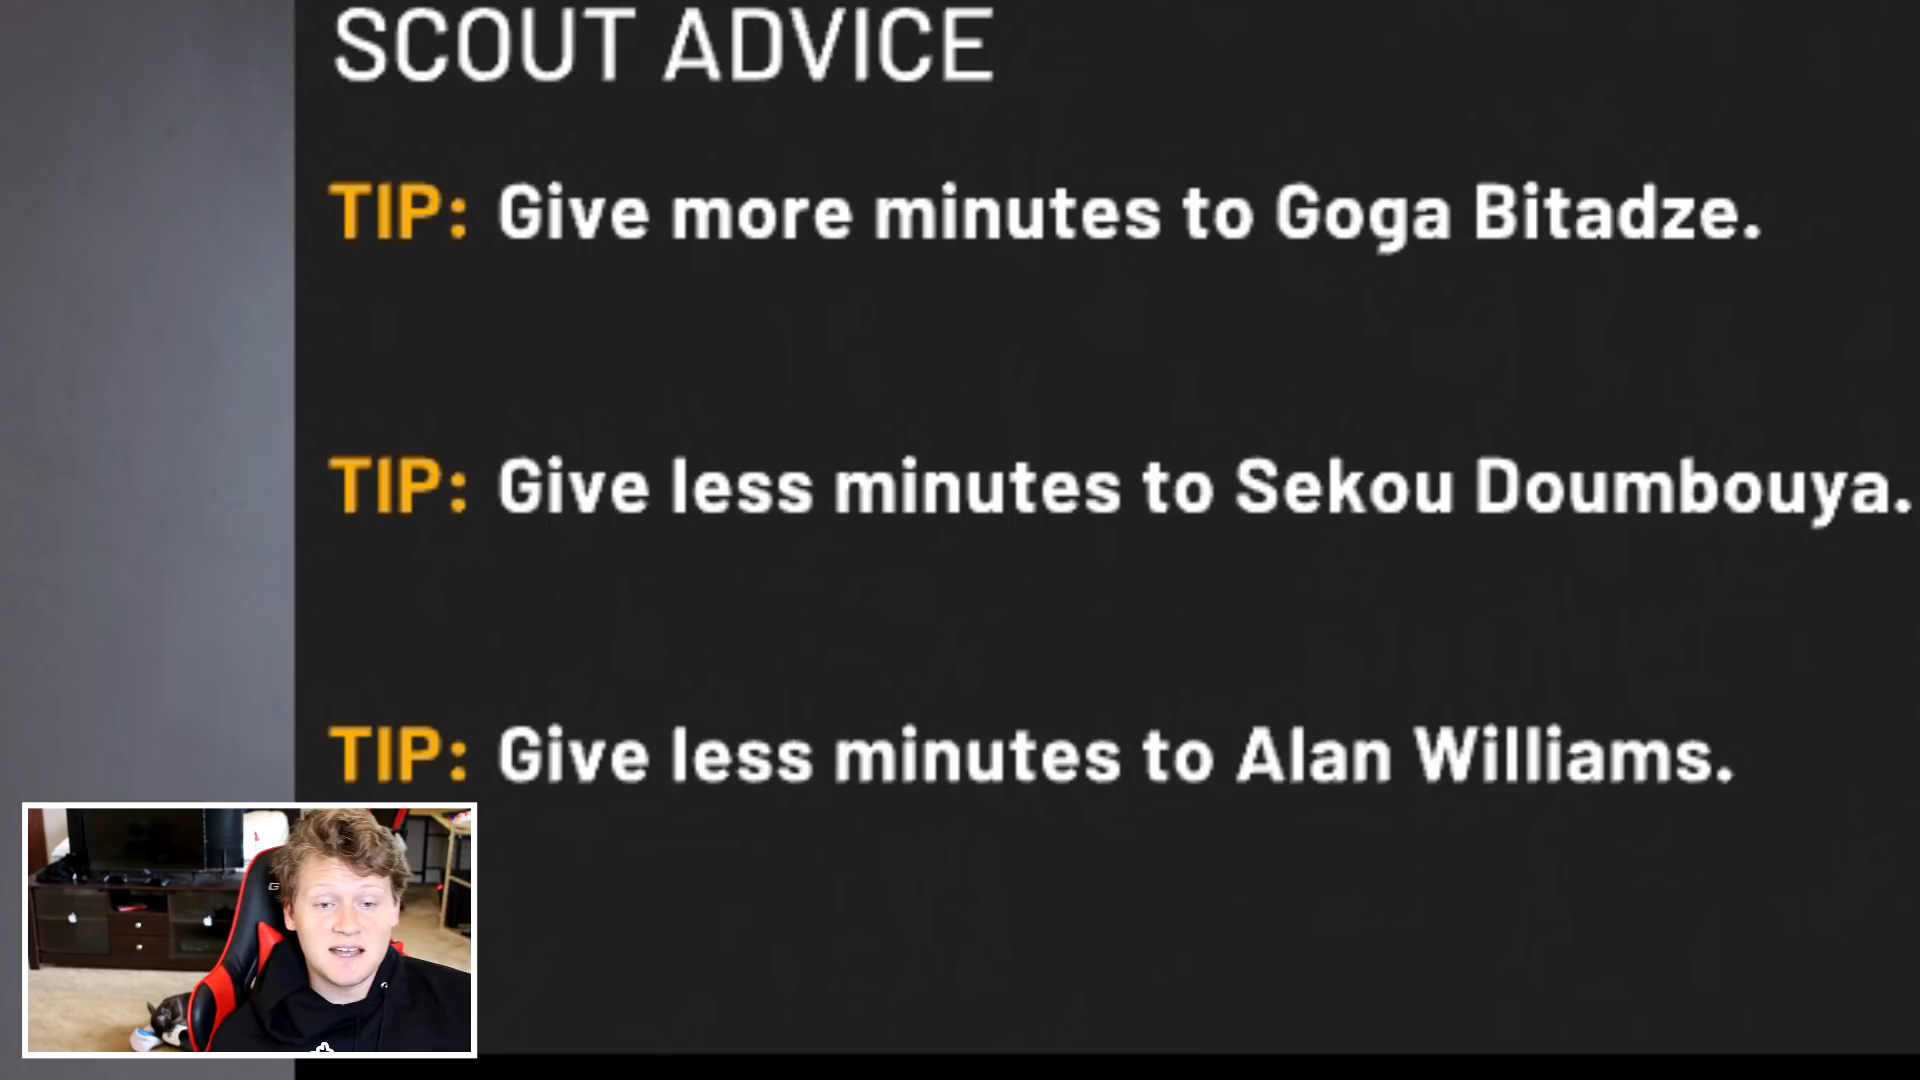 SCOUT ADVICE
TIP: Give more minutes to Goga Bitadze.
TIP: Give less minutes to Sekou Doumbouya.
TIP: Give less minutes to Alan Williams.